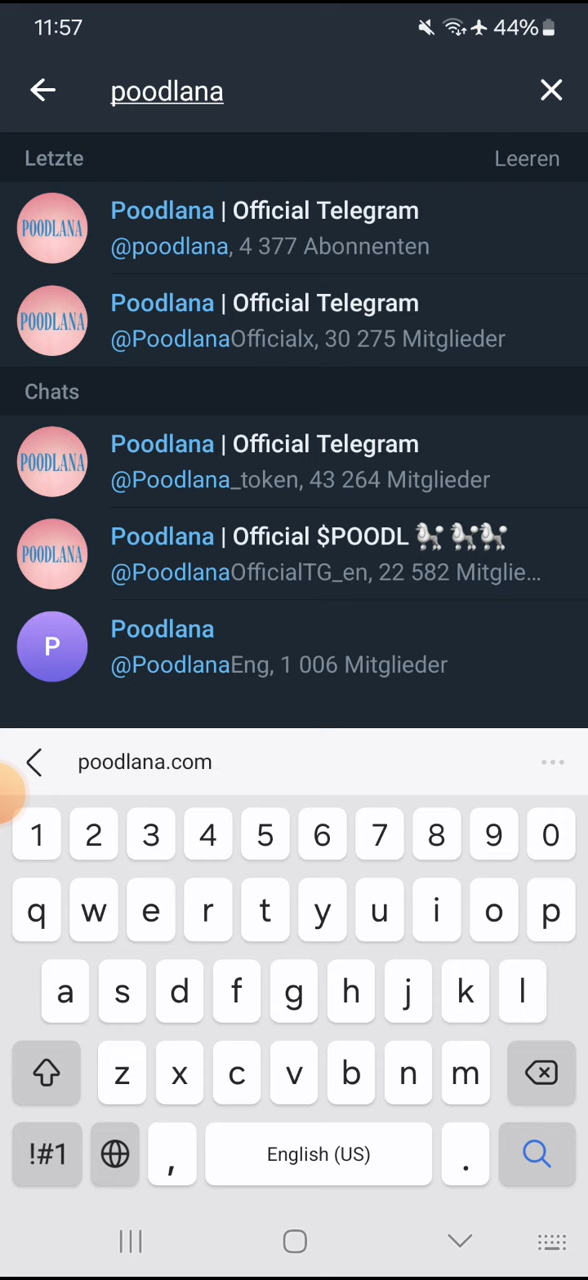 11:57 44%
poodlana
Letzte Leeren
POODLANA
Poodlana | Official Telegram
@poodlana, 4 377 Abonnenten
POODLANA
Poodlana | Official Telegram
@PoodlanaOfficialx, 30 275 Mitglieder
Chats
POODLANA
Poodlana | Official Telegram
@Poodlana_token, 43 264 Mitglieder
POODLANA
Poodlana | Official $POODL 🐩🐩🐩
@PoodlanaOfficialTG_en, 22 582 Mitglie...
P
Poodlana
@PoodlanaEng, 1 006 Mitglieder
poodlana.com
1 2 3 4 5 6 7 8 9 0
q w e r t y u i o p
a s d f g h j k l
z x c v b n m
!#1 , English (US) .